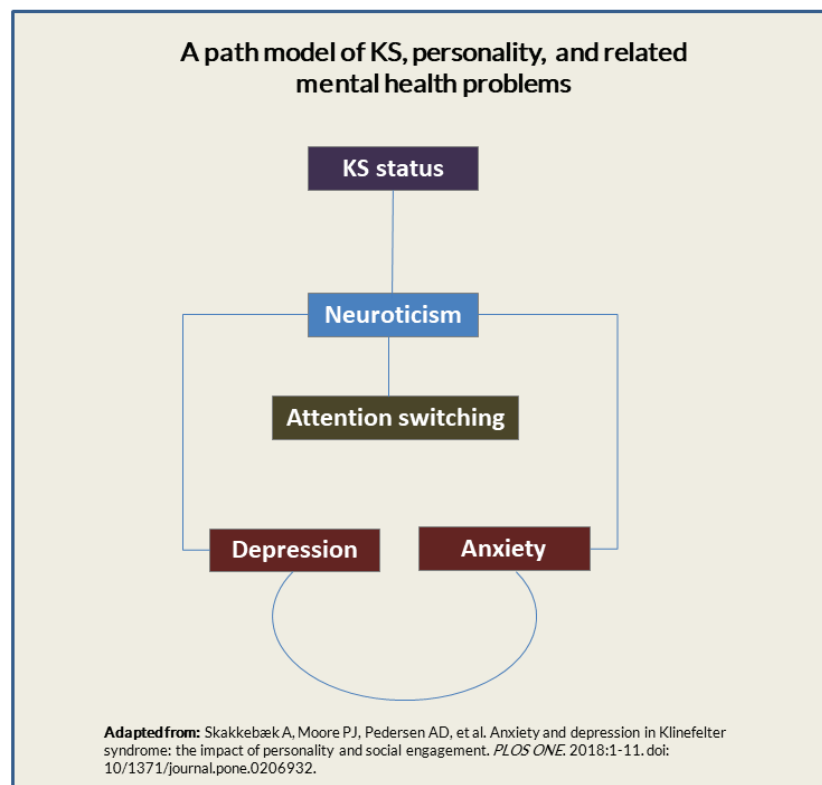 A path model of KS, personality, and related
mental health problems
KS status
Neuroticism
Attention switching
Depression
Anxiety
Adapted from: Skakkebæk A, Moore PJ, Pedersen AD, et al. Anxiety and depression in Klinefelter
syndrome: the impact of personality and social engagement. PLOS ONE. 2018:1-11. doi:
10/1371/journal.pone.0206932.